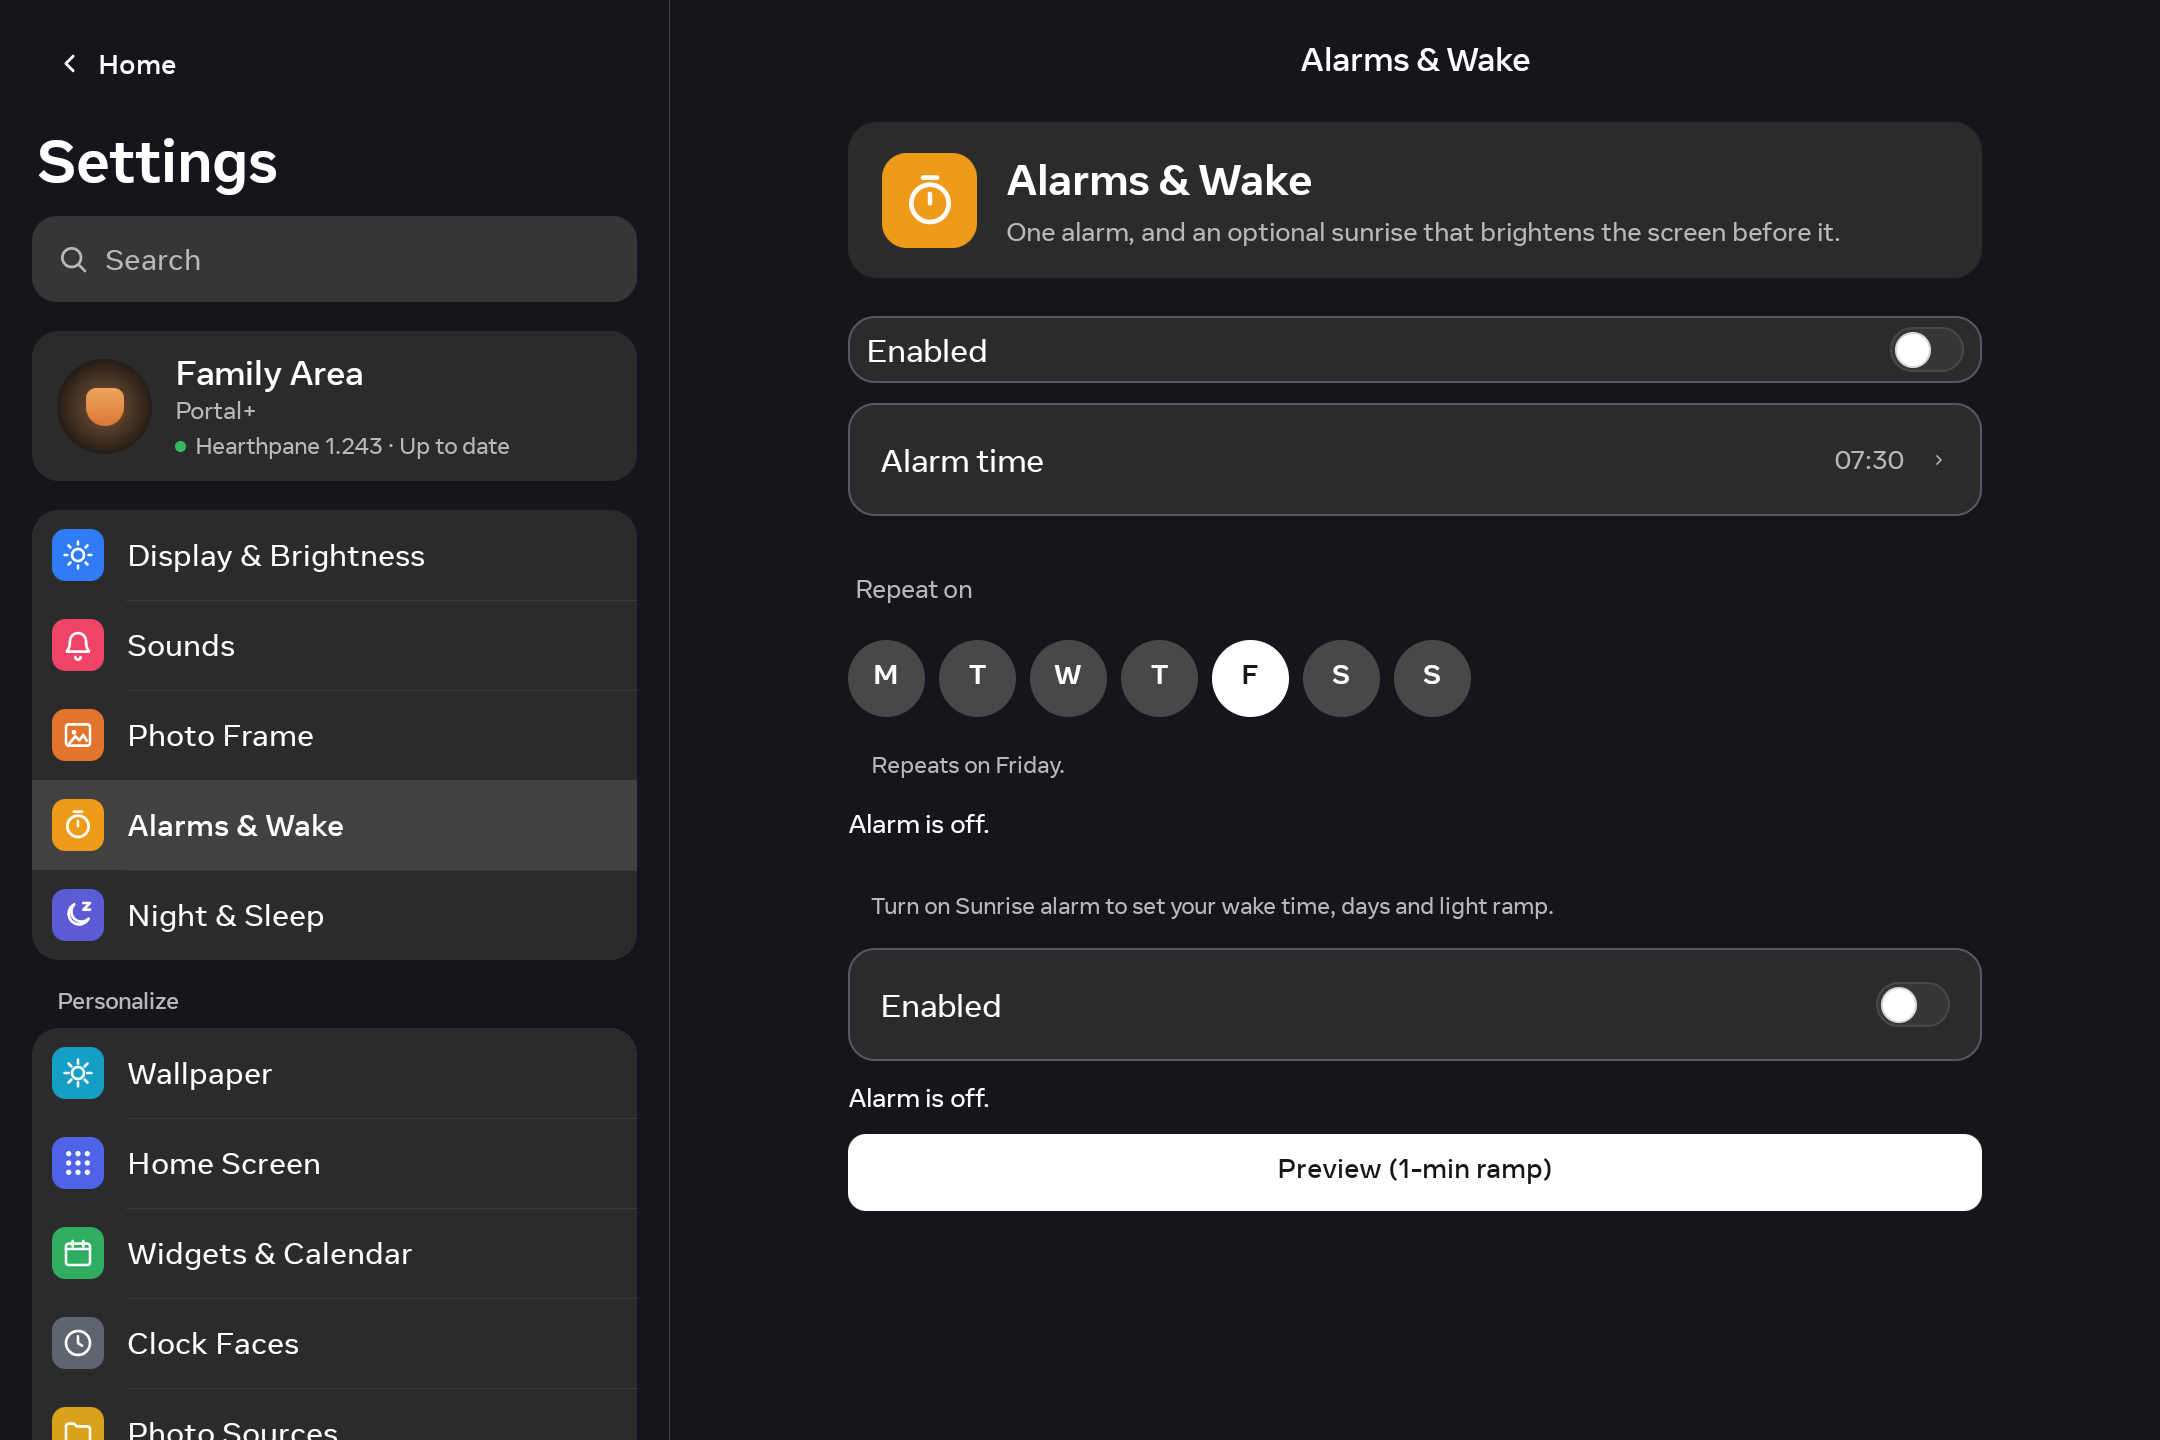 Home
Settings
Search
Family Area
Portal+
Hearthpane 1.243 · Up to date
Display & Brightness
Sounds
Photo Frame
Alarms & Wake
Night & Sleep
Personalize
Wallpaper
Home Screen
Widgets & Calendar
Clock Faces
Photo Sources
Alarms & Wake
Alarms & Wake
One alarm, and an optional sunrise that brightens the screen before it.
Enabled
Alarm time 07:30
Repeat on
M T W T F S S
Repeats on Friday.
Alarm is off.
Turn on Sunrise alarm to set your wake time, days and light ramp.
Enabled
Alarm is off.
Preview (1-min ramp)